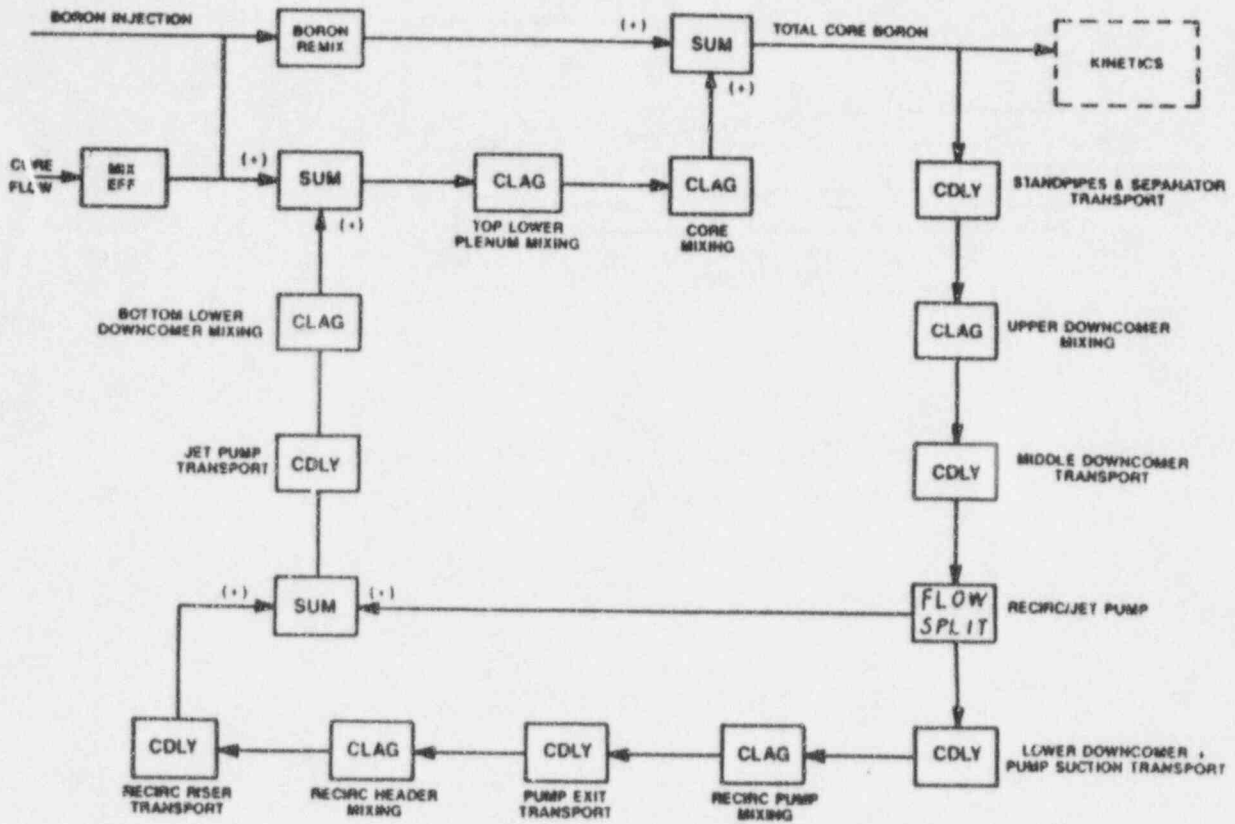 BORON INJECTION
BORON
REMIX
(+)
SUM
TOTAL CORE BORON
KINETICS
(+)
FLOW
MIX
EFF
(+)
SUM
(+)
CLAG
TOP LOWER
PLENUM MIXING
CLAG
CORE
MIXING
CDLY
STANDPIPES & SEPARATOR
TRANSPORT
BOTTOM LOWER
DOWNCOMER MIXING
CLAG
CLAG
UPPER DOWNCOMER
MIXING
JET PUMP
TRANSPORT
CDLY
CDLY
MIDDLE DOWNCOMER
TRANSPORT
(+)
SUM
(+)
FLOW
SPLIT
RECIRC/JET PUMP
CDLY
RECIRC RISER
TRANSPORT
CLAG
RECIRC HEADER
MIXING
CDLY
PUMP EXIT
TRANSPORT
CLAG
RECIRC PUMP
MIXING
CDLY
LOWER DOWNCOMER
PUMP SUCTION TRANSPORT